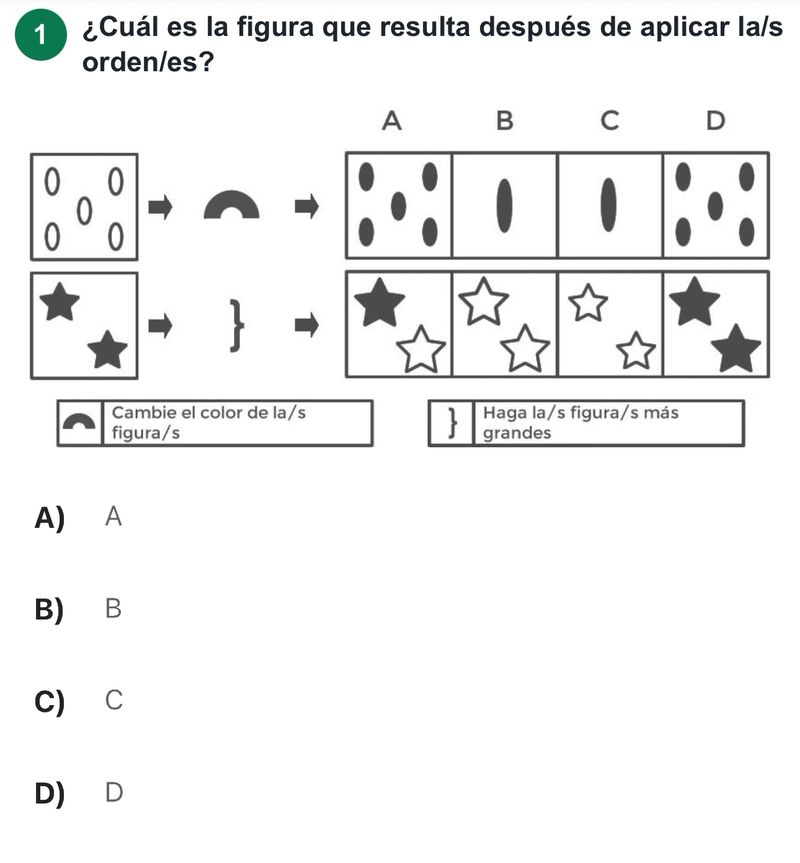 1 ¿Cuál es la figura que resulta después de aplicar la/s
orden/es?
A B C D
}
Cambie el color de la/s
figura/s
} Haga la/s figura/s más
grandes
A) A
B) B
C) C
D) D